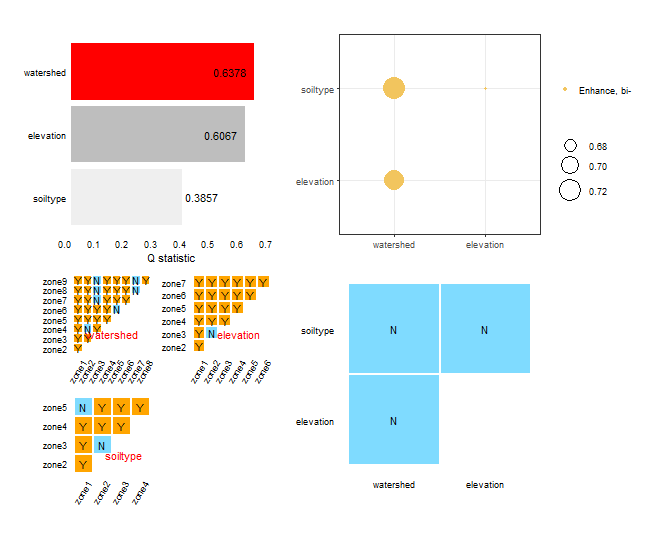 watershed 0.6378
elevation 0.6067
soiltype 0.3857
0.0 0.1 0.2 0.3 0.4 0.5 0.6 0.7
Q statistic
soiltype
elevation
watershed elevation
Enhance, bi-
0.68
0.70
0.72
zone9 Y Y N Y Y Y N Y
zone8 Y Y N Y Y Y N
zone7 Y Y N Y Y Y
zone6 Y Y Y Y N
zone5 Y Y Y Y
zone4 Y N Y
zone3 Y Y
zone2 Y
watershed
zone1 zone2 zone3 zone4 zone5 zone6 zone7 zone8
zone7 Y Y Y Y Y Y
zone6 Y Y Y Y Y
zone5 Y Y Y Y
zone4 Y Y Y
zone3 Y N
zone2 Y
elevation
zone1 zone2 zone3 zone4 zone5 zone6
zone5 N Y Y Y
zone4 Y Y Y
zone3 Y N
zone2 Y
soiltype
zone1 zone2 zone3 zone4
soiltype N N
elevation N
watershed elevation